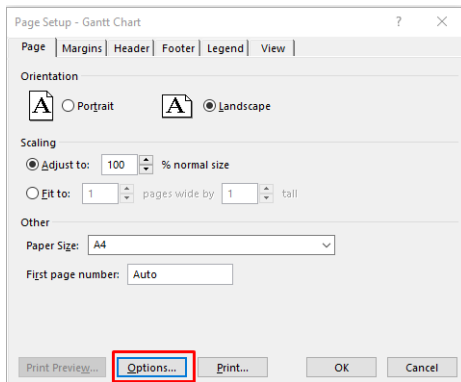 Page Setup - Gantt Chart ? ×
Page Margins Header Footer Legend View
Orientation
A Portrait A Landscape
Scaling
Adjust to: 100 % normal size
Fit to: 1 pages wide by 1 tall
Other
Paper Size: A4
First page number: Auto
Print Preview... Options... Print... OK Cancel